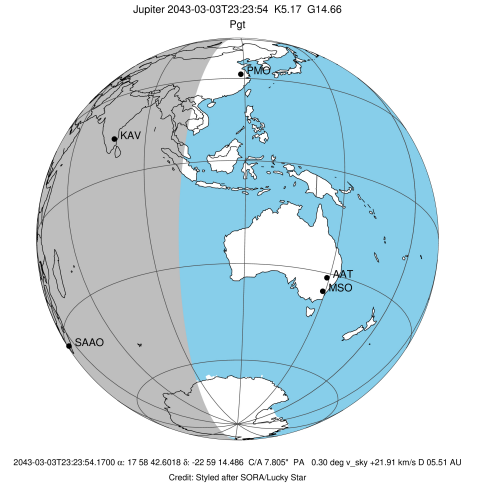 Jupiter 2043-03-03T23:23:54 K5.17 G14.66
Pgt
PMO
KAV
AAT
MSO
SAAO
2043-03-03T23:23:54.1700 α: 17 58 42.6018 δ: -22 59 14.486 C/A 7.805" PA 0.30 deg v_sky +21.91 km/s D 05.51 AU
Credit: Styled after SORA/Lucky Star